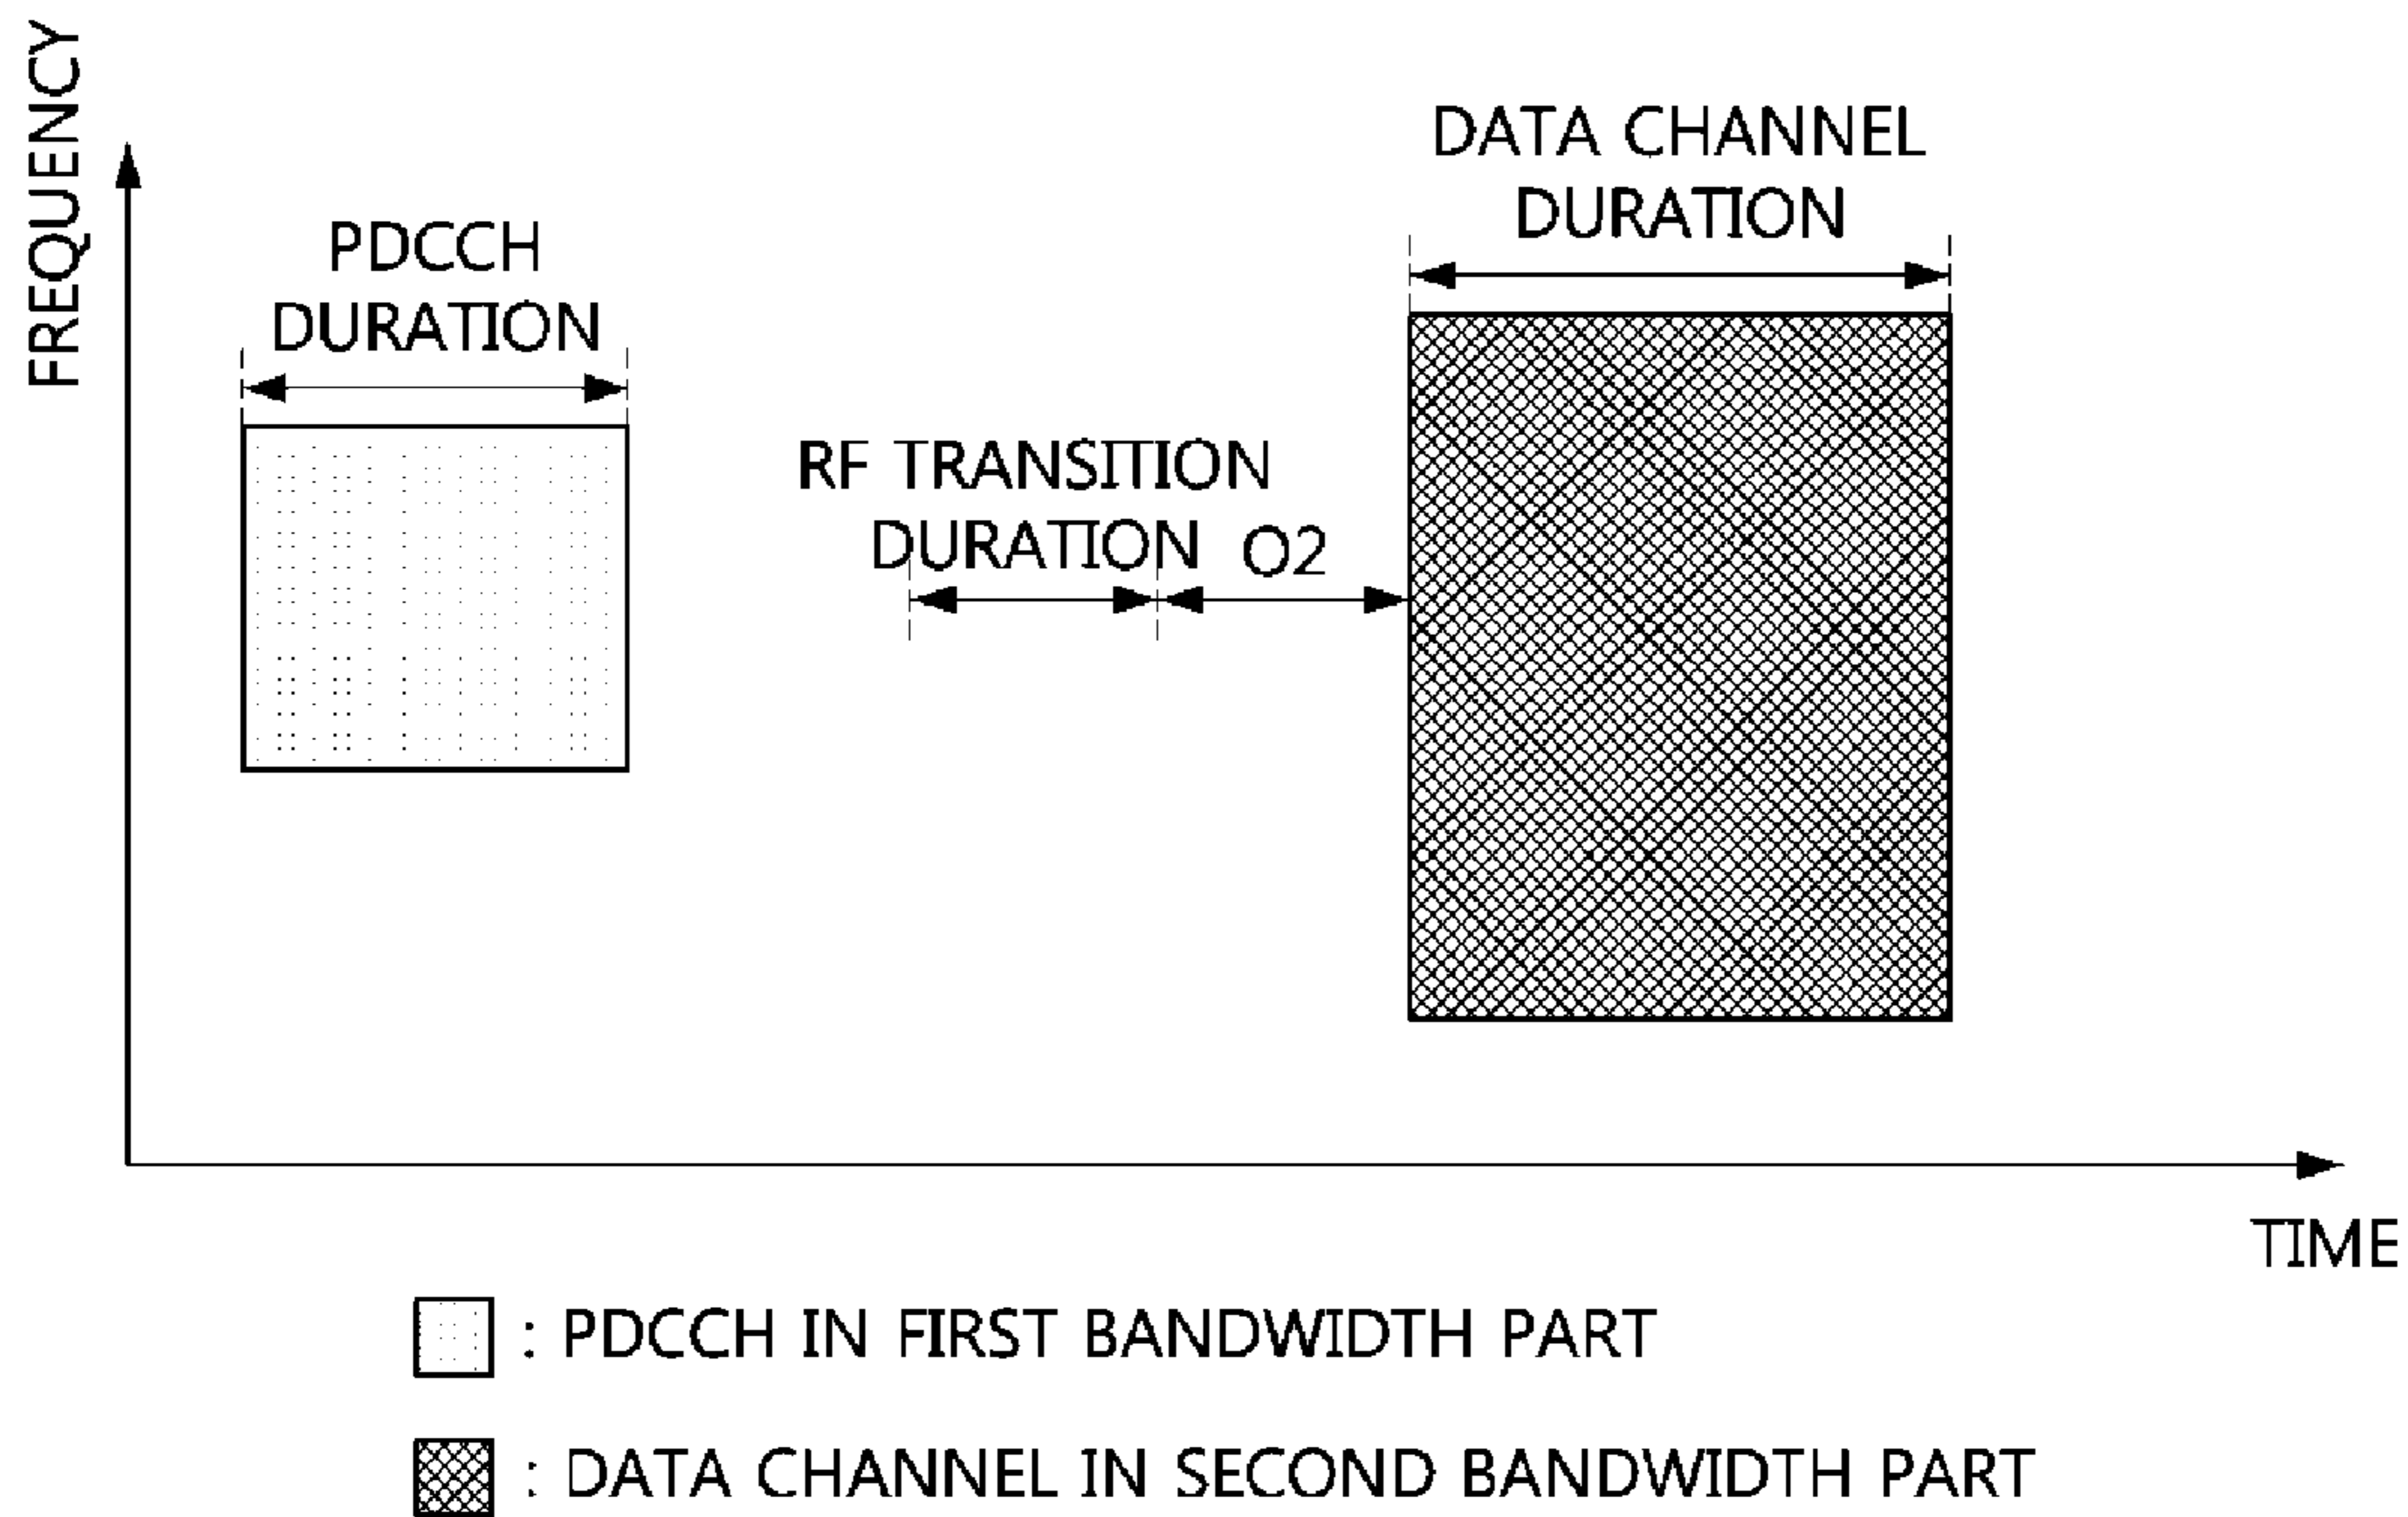 FREQUENCY
PDCCH
DURATION
RF TRANSITION
DURATION
O2
DATA CHANNEL
DURATION
TIME
: PDCCH IN FIRST BANDWIDTH PART
: DATA CHANNEL IN SECOND BANDWIDTH PART